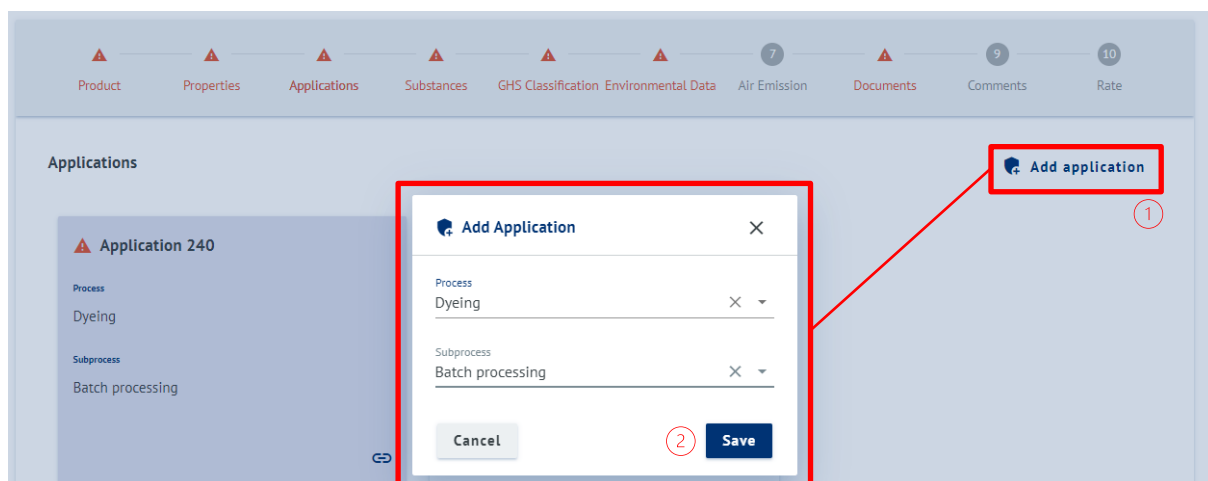 7
9
10
Product
Properties
Applications
Substances
GHS Classification
Environmental Data
Air Emission
Documents
Comments
Rate
Applications
Add application
1
Application 240
Process
Dyeing
Subprocess
Batch processing
Add Application
Process
Dyeing
Subprocess
Batch processing
Cancel
2
Save